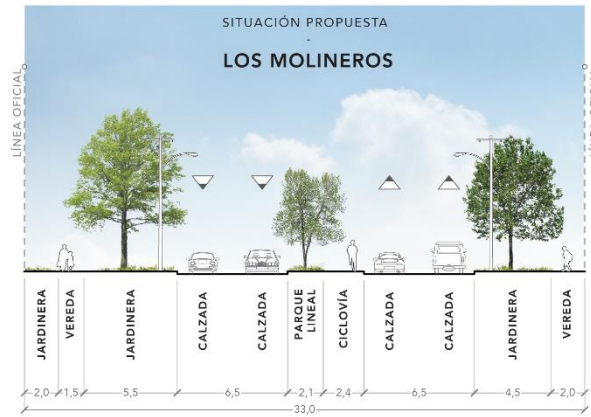 SITUACIÓN PROPUESTA
-
LOS MOLINEROS
LÍNEA OFICIAL
JARDINERA
VEREDA
JARDINERA
CALZADA
CALZADA
PARQUE
LINEAL
CICLOVÍA
CALZADA
CALZADA
JARDINERA
VEREDA
2,0 1,5 5,5 6,5 2,1 2,4 6,5 4,5 2,0
33,0